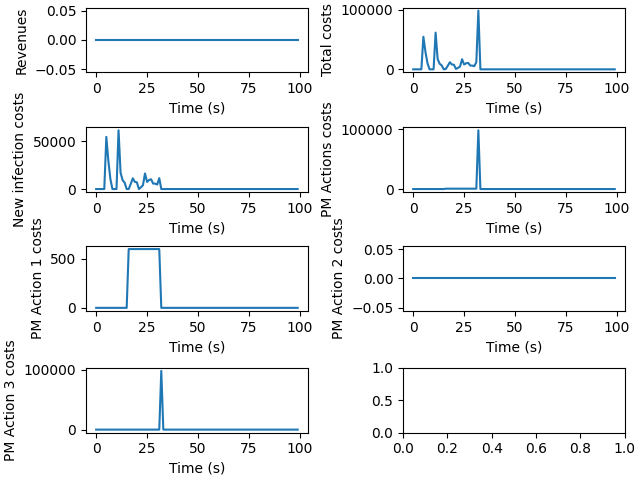 Revenues
0.05
0.00
−0.05
0 25 50 75 100
Time (s)
Total costs
100000
0
0 25 50 75 100
Time (s)
New infection costs
50000
0
0 25 50 75 100
Time (s)
PM Actions costs
100000
0
0 25 50 75 100
Time (s)
PM Action 1 costs
500
0
0 25 50 75 100
Time (s)
PM Action 2 costs
0.05
0.00
−0.05
0 25 50 75 100
Time (s)
PM Action 3 costs
100000
0
0 25 50 75 100
Time (s)
1.0
0.5
0.0
0.0 0.2 0.4 0.6 0.8 1.0